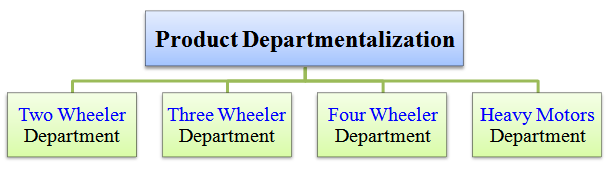 Product Departmentalization
Two Wheeler
Department
Three Wheeler
Department
Four Wheeler
Department
Heavy Motors
Department